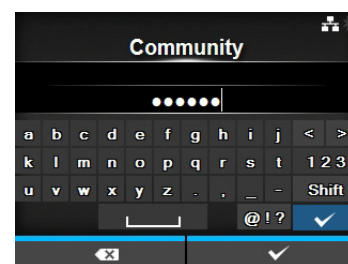 Community
••••••
a b c d e f g h i j < >
k l m n o p q r s t 123
u v w x y z . , _ - Shift
@!?